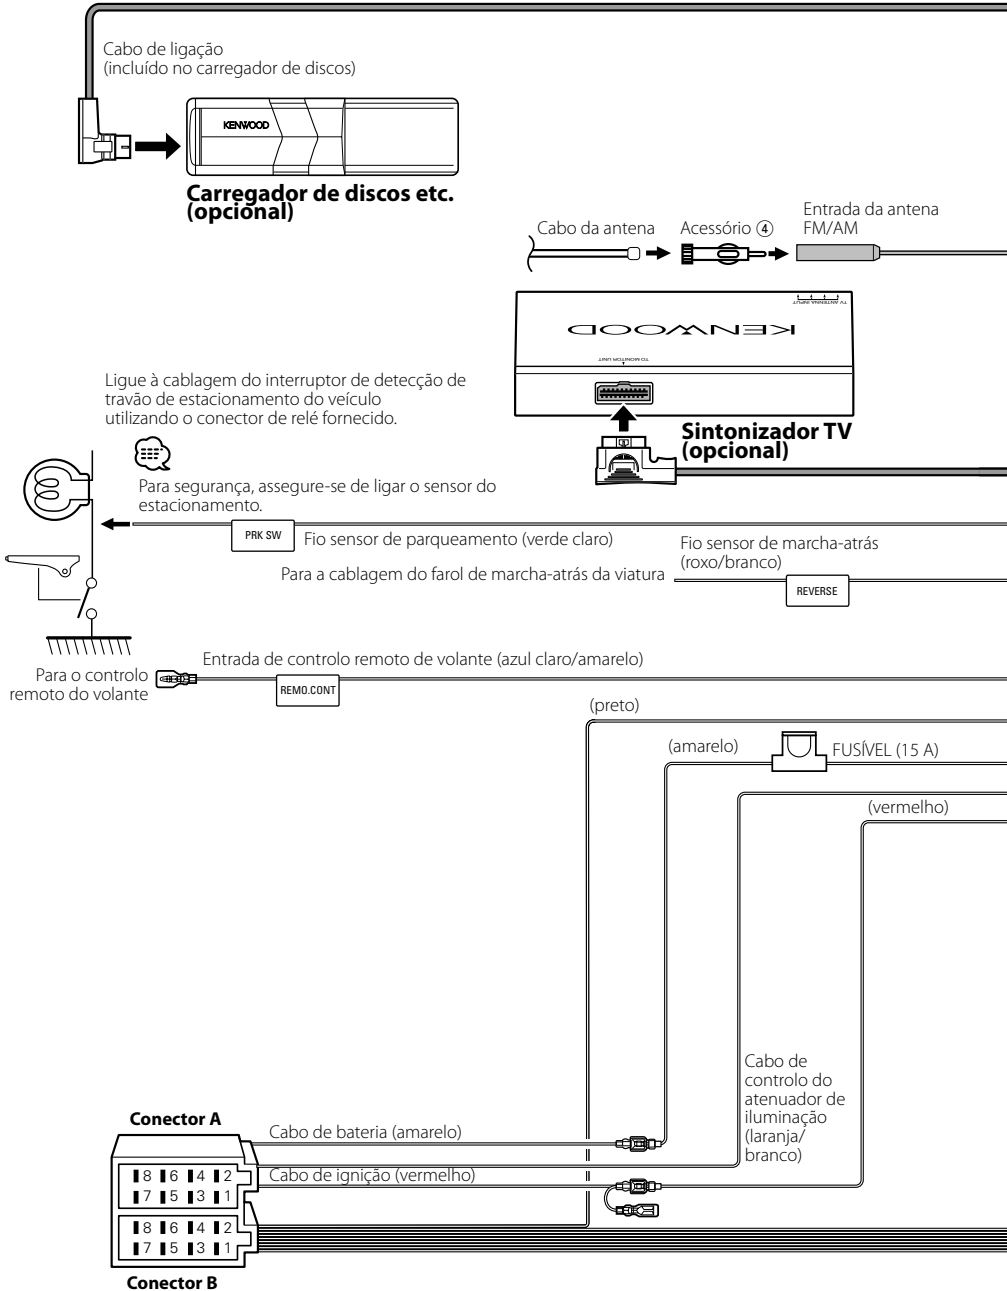 Cabo de ligação
(incluído no carregador de discos)
KENWOOD
Carregador de discos etc.
(opcional)
Cabo da antena
Acessório ④
Entrada da antena
FM/AM
TV ANTENNA INPUT
KENWOOD
TO MONITOR UNIT
Ligue à cablagem do interruptor de detecção de
travão de estacionamento do veículo
utilizando o conector de relé fornecido.
Sintonizador TV
(opcional)
Para segurança, assegure-se de ligar o sensor do
estacionamento.
PRK SW
Fio sensor de parqueamento (verde claro)
Fio sensor de marcha-atrás
(roxo/branco)
Para a cablagem do farol de marcha-atrás da viatura
REVERSE
Entrada de controlo remoto de volante (azul claro/amarelo)
Para o controlo
remoto do volante
REMO.CONT
(preto)
(amarelo)
FUSÍVEL (15 A)
(vermelho)
Cabo de
controlo do
atenuador de
iluminação
(laranja/
branco)
Conector A
Cabo de bateria (amarelo)
Cabo de ignição (vermelho)
8 6 4 2
7 5 3 1
8 6 4 2
7 5 3 1
Conector B